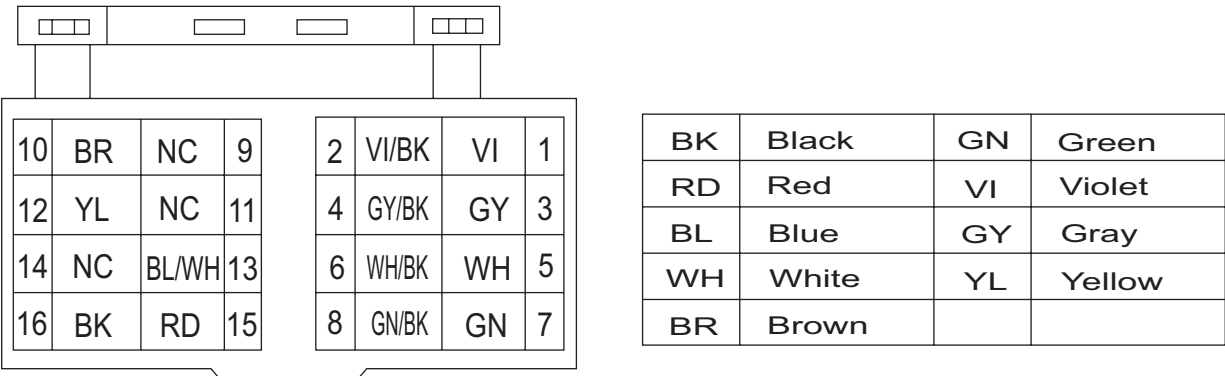 10 BR NC 9 2 VI/BK VI 1
12 YL NC 11 4 GY/BK GY 3
14 NC BL/WH 13 6 WH/BK WH 5
16 BK RD 15 8 GN/BK GN 7
BK Black GN Green
RD Red VI Violet
BL Blue GY Gray
WH White YL Yellow
BR Brown